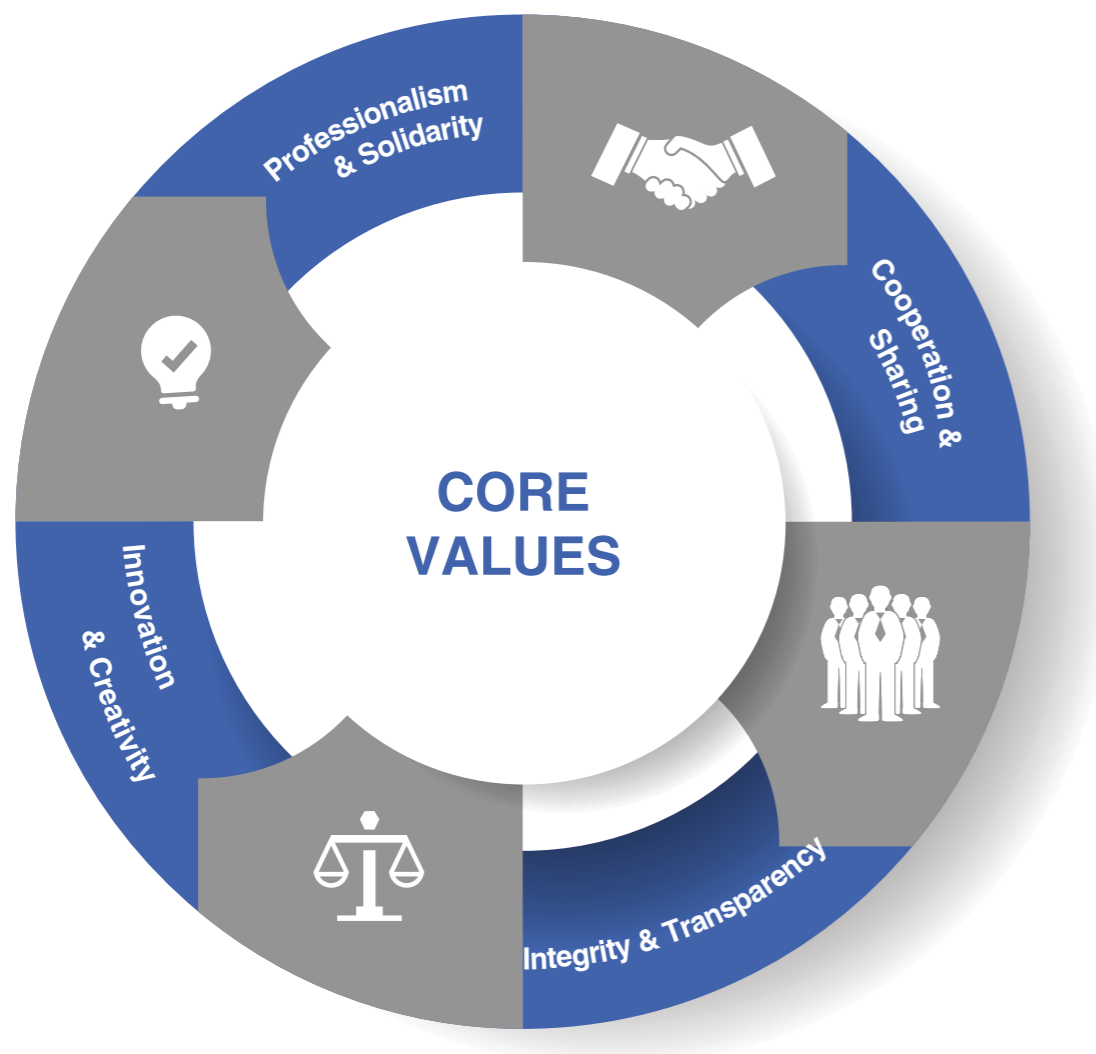 Professionalism
& Solidarity
Cooperation &
Sharing
CORE
VALUES
Innovation
& Creativity
Integrity & Transparency